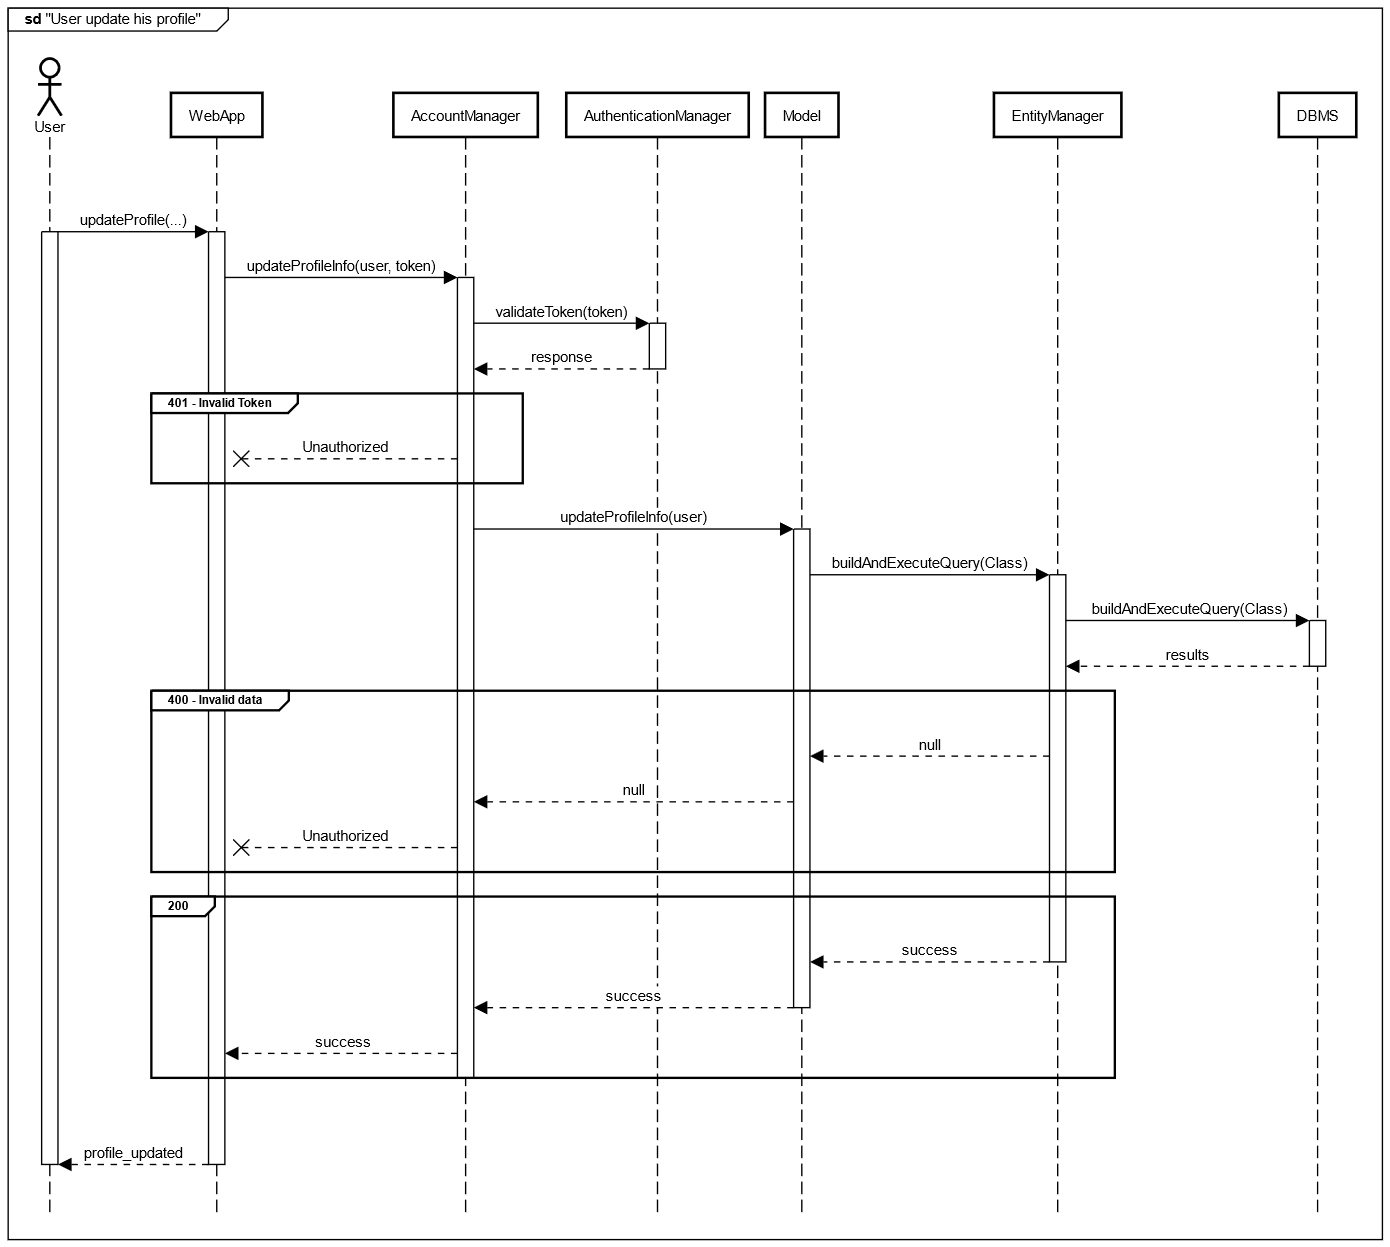 sd "User update his profile"
User
WebApp
AccountManager
AuthenticationManager
Model
EntityManager
DBMS
updateProfile(...)
updateProfileInfo(user, token)
validateToken(token)
response
401 - Invalid Token
Unauthorized
updateProfileInfo(user)
buildAndExecuteQuery(Class)
buildAndExecuteQuery(Class)
results
400 - Invalid data
null
null
Unauthorized
200
success
success
success
profile_updated